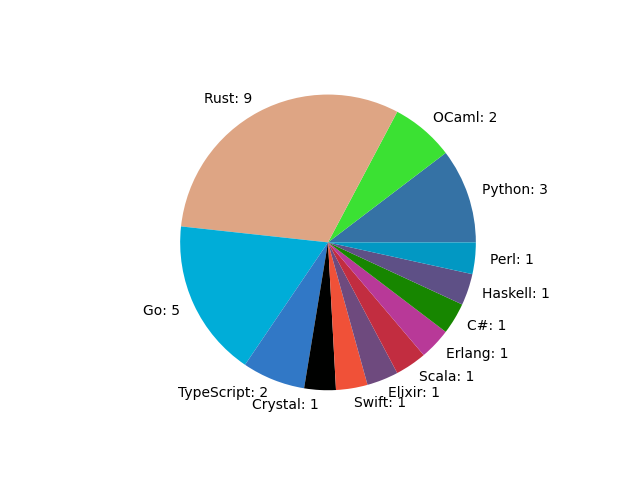 Rust: 9
OCaml: 2
Python: 3
Perl: 1
Haskell: 1
Go: 5
C#: 1
Erlang: 1
Scala: 1
TypeScript: 2
Elixir: 1
Crystal: 1
Swift: 1